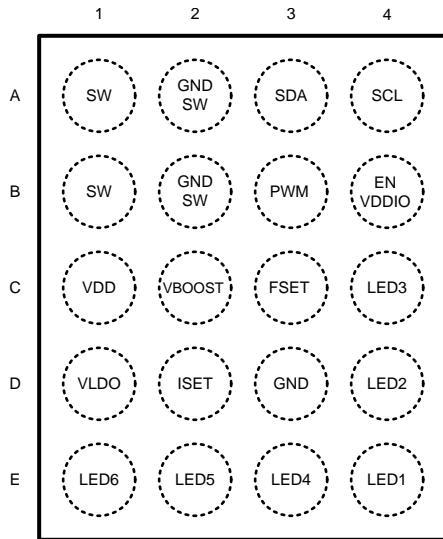 1 2 3 4
A SW GND SW SDA SCL
B SW GND SW PWM EN VDDIO
C VDD VBOOST FSET LED3
D VLDO ISET GND LED2
E LED6 LED5 LED4 LED1